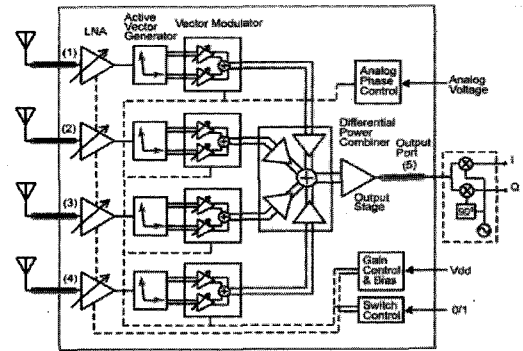 LNA
Active
Vector
Generator
Vector Modulator
(1)
(2)
(3)
(4)
Analog
Phase
Control
Analog
Voltage
Differential
Power
Combiner
Output
Port
(5)
Output
Stage
I
Q
90°
Gain
Control
& Bias
Vdd
Switch
Control
0/1